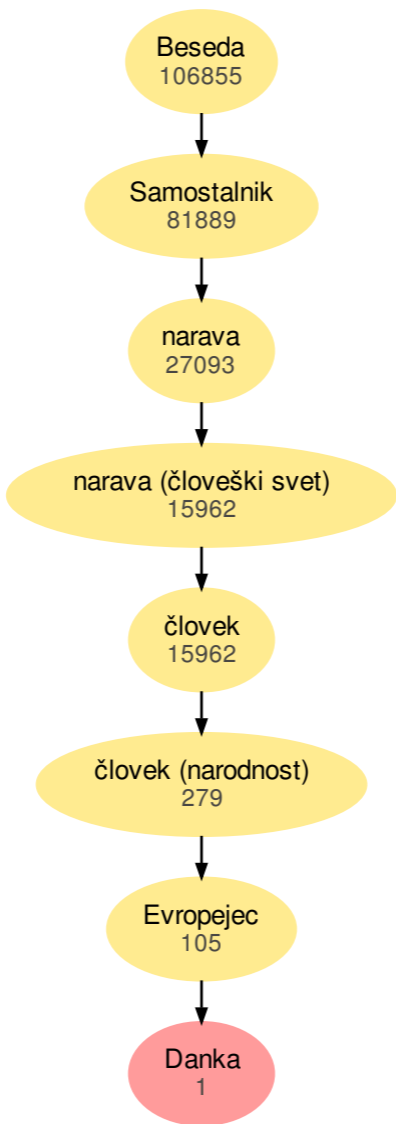 Beseda
106855
Samostalnik
81889
narava
27093
narava (človeški svet)
15962
človek
15962
človek (narodnost)
279
Evropejec
105
Danka
1